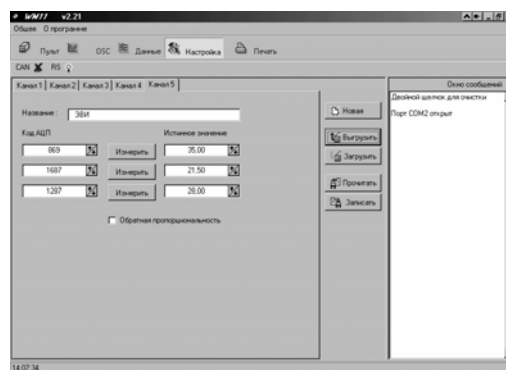 WW77 v2.21
Общее О программе
Пульт OSC Данные Настройка Печать
CAN RS
Канал 1 Канал 2 Канал 3 Канал 4 Канал 5
Окно сообщений
Двойной щелчок для очистки
Порт COM2 открыт
Название : ЭВИ
Код АЦП Истинное значение
869 Измерить 35,00
1687 Измерить 21,50
1287 Измерить 28,00
Обратная пропорциональность
Новая
Выгрузить
Загрузить
Прочитать
Записать
14:07:34